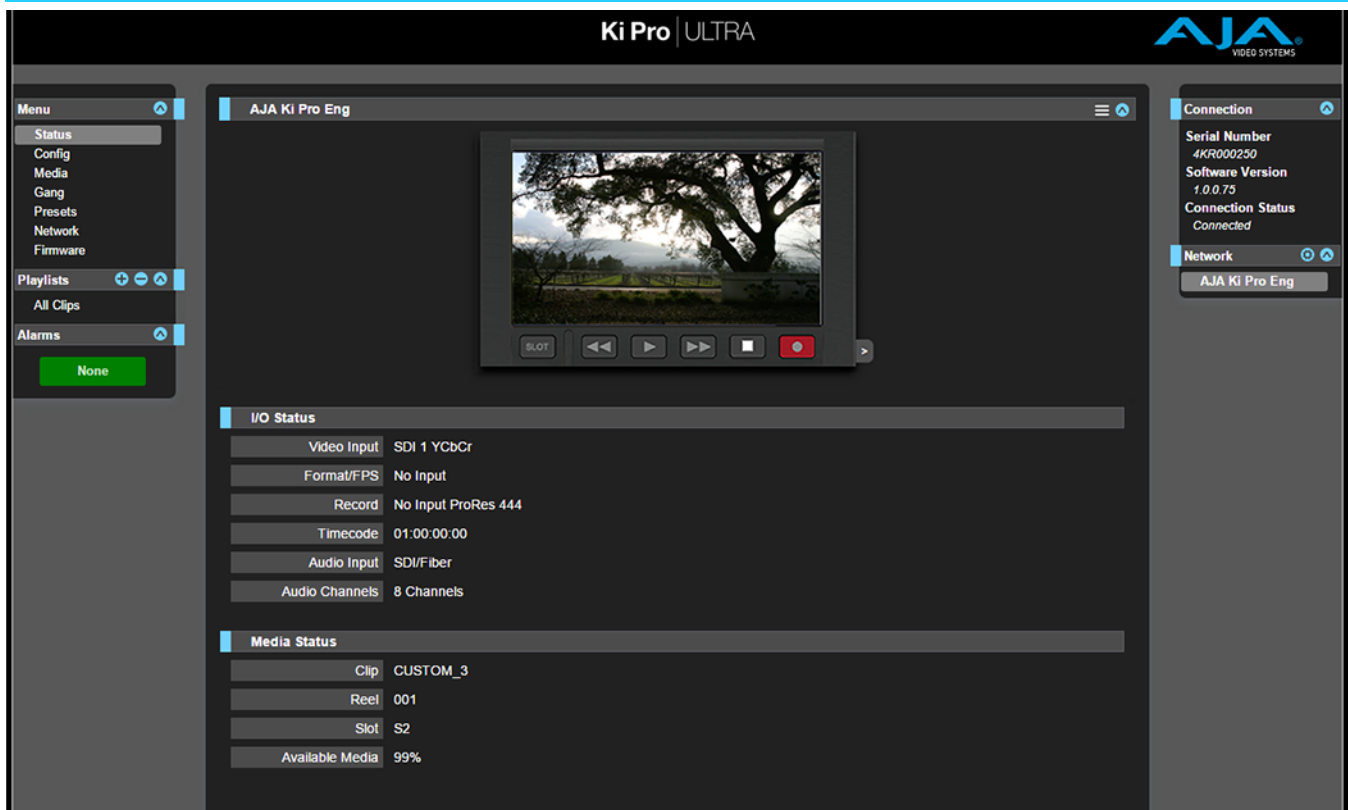 Ki Pro | ULTRA
AJA
VIDEO SYSTEMS
Menu
Status
Config
Media
Gang
Presets
Network
Firmware
Playlists
All Clips
Alarms
None
AJA Ki Pro Eng
SLOT
>
I/O Status
Video Input SDI 1 YCbCr
Format/FPS No Input
Record No Input ProRes 444
Timecode 01:00:00:00
Audio Input SDI/Fiber
Audio Channels 8 Channels
Media Status
Clip CUSTOM_3
Reel 001
Slot S2
Available Media 99%
Connection
Serial Number
4KR000250
Software Version
1.0.0.75
Connection Status
Connected
Network
AJA Ki Pro Eng